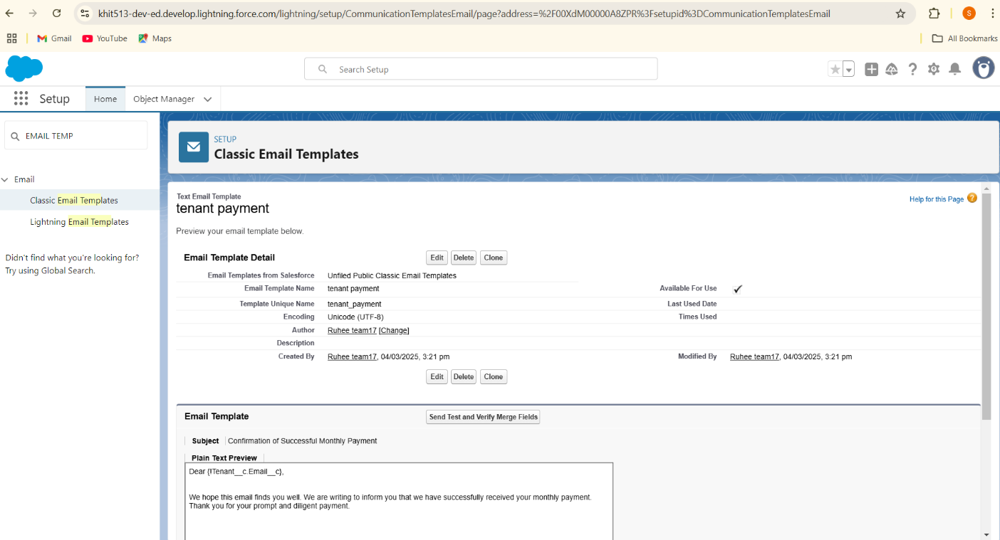 khit513-dev-ed.develop.lightning.force.com/lightning/setup/CommunicationTemplatesEmail/page?address=%2F00XdM00000A8ZPR%3Fsetupid%3DCommunicationTemplatesEmail
S
Gmail YouTube Maps All Bookmarks
Search Setup
Setup Home Object Manager
EMAIL TEMP
Email
Classic Email Templates
Lightning Email Templates
Didn't find what you're looking for?
Try using Global Search.
SETUP
Classic Email Templates
Text Email Template
tenant payment
Help for this Page ?
Preview your email template below.
Email Template Detail Edit Delete Clone
Email Templates from Salesforce Unfiled Public Classic Email Templates
Email Template Name tenant payment Available For Use ✓
Template Unique Name tenant_payment Last Used Date
Encoding Unicode (UTF-8) Times Used
Author Ruhee team17 [Change]
Description
Created By Ruhee team17, 04/03/2025, 3:21 pm Modified By Ruhee team17, 04/03/2025, 3:21 pm
Edit Delete Clone
Email Template Send Test and Verify Merge Fields
Subject Confirmation of Successful Monthly Payment
Plain Text Preview
Dear {!Tenant__c.Email__c},
We hope this email finds you well. We are writing to inform you that we have successfully received your monthly payment.
Thank you for your prompt and diligent payment.